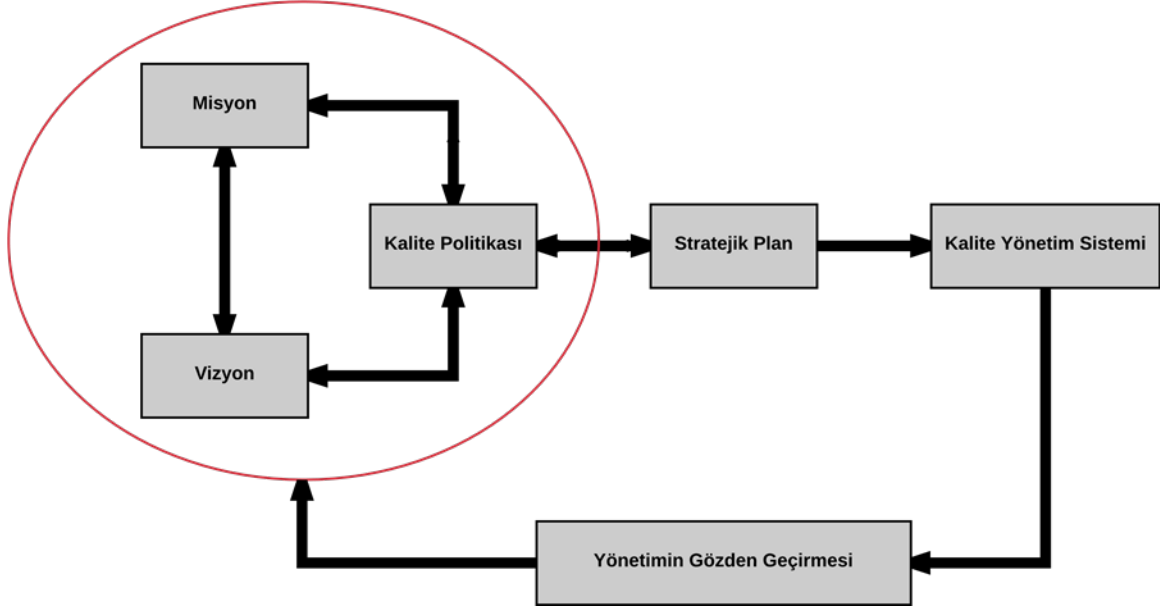 Misyon
Kalite Politikası
Stratejik Plan
Kalite Yönetim Sistemi
Vizyon
Yönetimin Gözden Geçirmesi